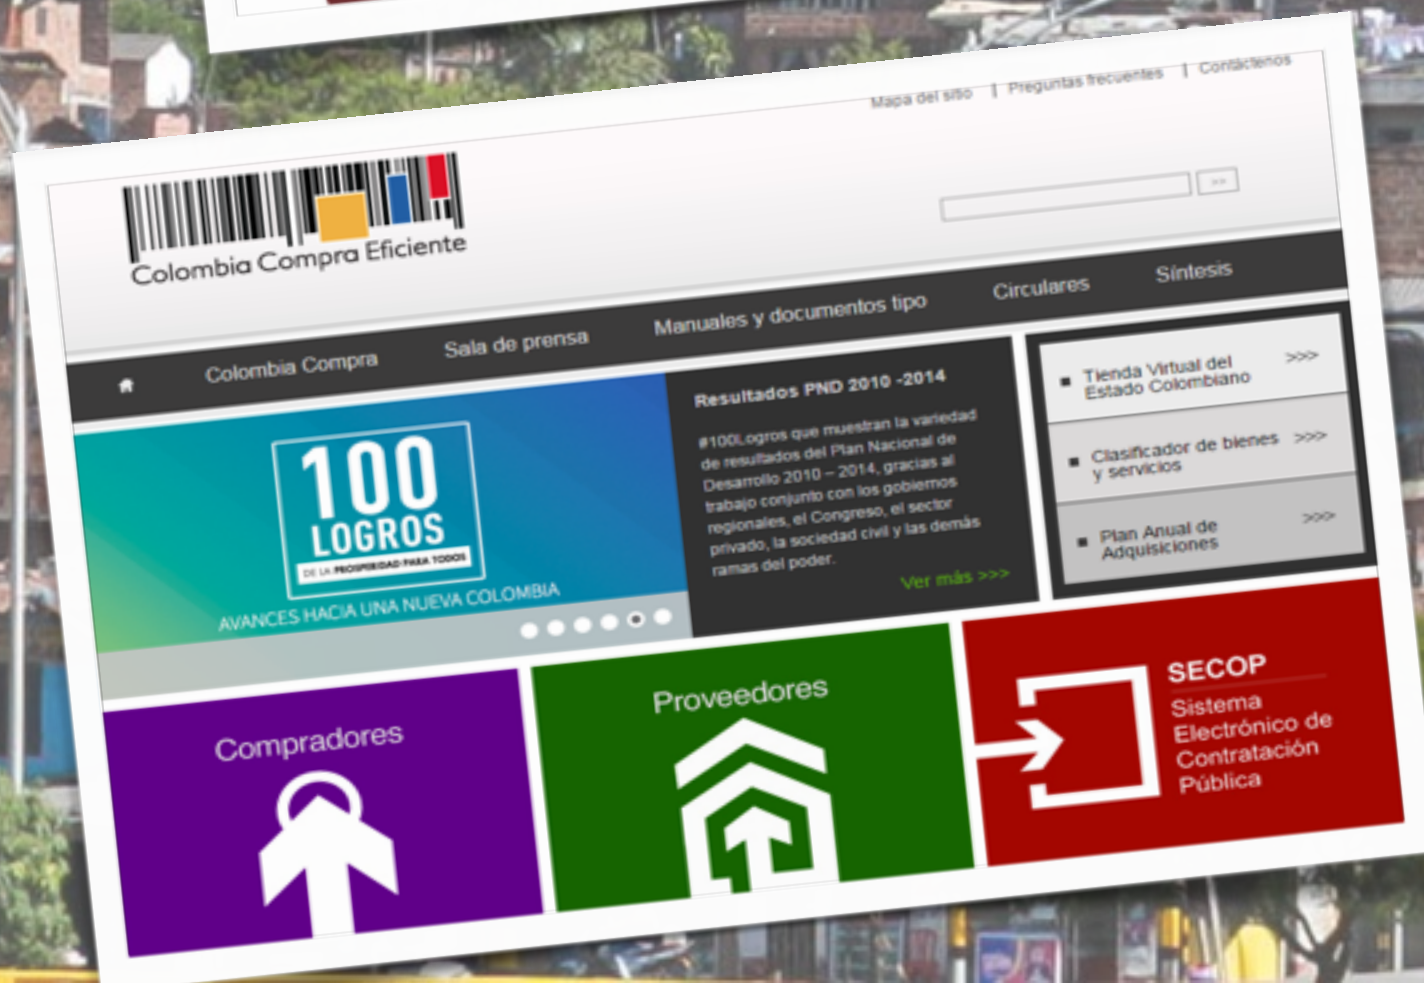 Mapa del sitio | Preguntas frecuentes | Contáctenos
>>
Colombia Compra Eficiente
Colombia Compra
Sala de prensa
Manuales y documentos tipo
Circulares
Síntesis
100
LOGROS
DE LA PROSPERIDAD PARA TODOS
AVANCES HACIA UNA NUEVA COLOMBIA
Resultados PND 2010 -2014
#100Logros que muestran la variedad
de resultados del Plan Nacional de
Desarrollo 2010 – 2014, gracias al
trabajo conjunto con los gobiernos
regionales, el Congreso, el sector
privado, la sociedad civil y las demás
ramas del poder.
Ver más >>>
Tienda Virtual del
Estado Colombiano >>>
Clasificador de bienes
y servicios >>>
Plan Anual de
Adquisiciones >>>
Compradores
Proveedores
SECOP
Sistema
Electrónico de
Contratación
Pública